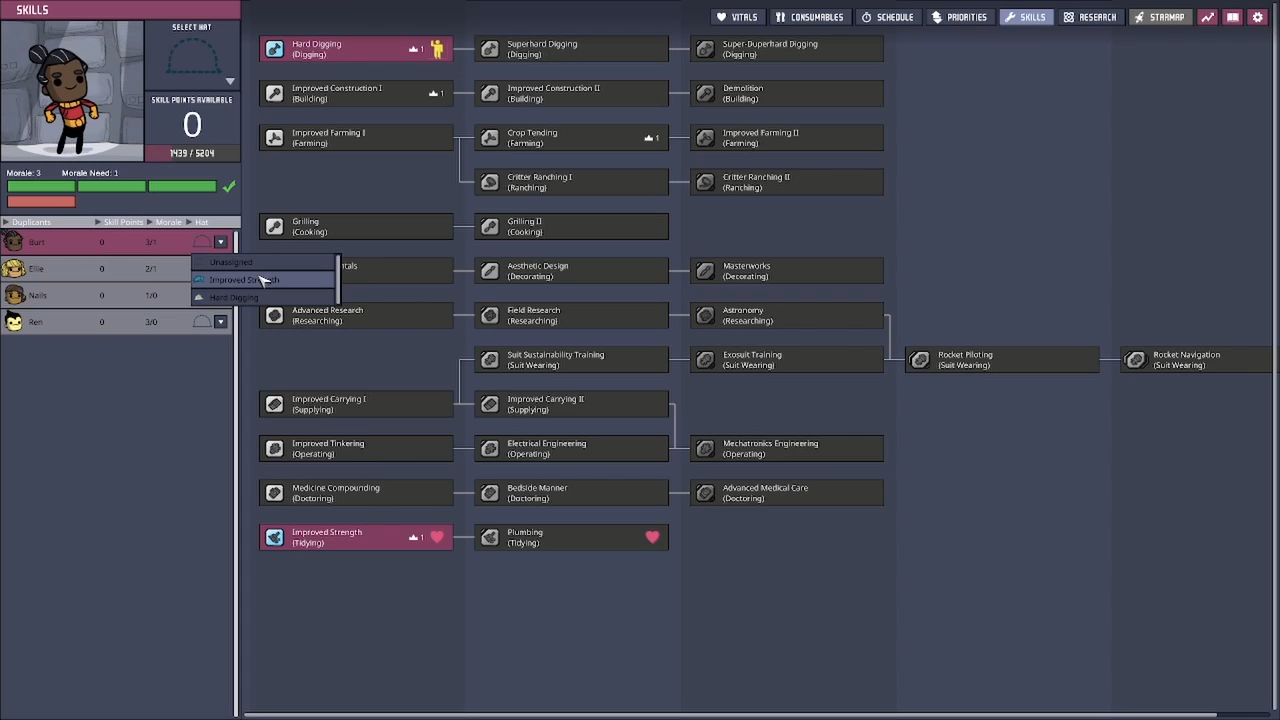 SKILLS
VITALS
CONSUMABLES
SCHEDULE
PRIORITIES
SKILLS
RESEARCH
STARMAP
SELECT HAT
SKILL POINTS AVAILABLE
0
1439 / 5204
Morale: 3
Morale Need: 1
Duplicants
Skill Points
Morale
Hat
Burt
0
3/1
Ellie
0
2/1
Nails
0
1/0
Ren
0
3/0
Unassigned
Improved Strength
Hard Digging
Hard Digging
(Digging)
1
Superhard Digging
(Digging)
Super-Duperhard Digging
(Digging)
Improved Construction I
(Building)
1
Improved Construction II
(Building)
Demolition
(Building)
Improved Farming I
(Farming)
Crop Tending
(Farming)
1
Improved Farming II
(Farming)
Critter Ranching I
(Ranching)
Critter Ranching II
(Ranching)
Grilling
(Cooking)
Grilling II
(Cooking)
Aesthetic Design
(Decorating)
Masterworks
(Decorating)
Advanced Research
(Researching)
Field Research
(Researching)
Astronomy
(Researching)
Suit Sustainability Training
(Suit Wearing)
Exosuit Training
(Suit Wearing)
Rocket Piloting
(Suit Wearing)
Rocket Navigation
(Suit Wearing)
Improved Carrying I
(Supplying)
Improved Carrying II
(Supplying)
Improved Tinkering
(Operating)
Electrical Engineering
(Operating)
Mechatronics Engineering
(Operating)
Medicine Compounding
(Doctoring)
Bedside Manner
(Doctoring)
Advanced Medical Care
(Doctoring)
Improved Strength
(Tidying)
1
Plumbing
(Tidying)